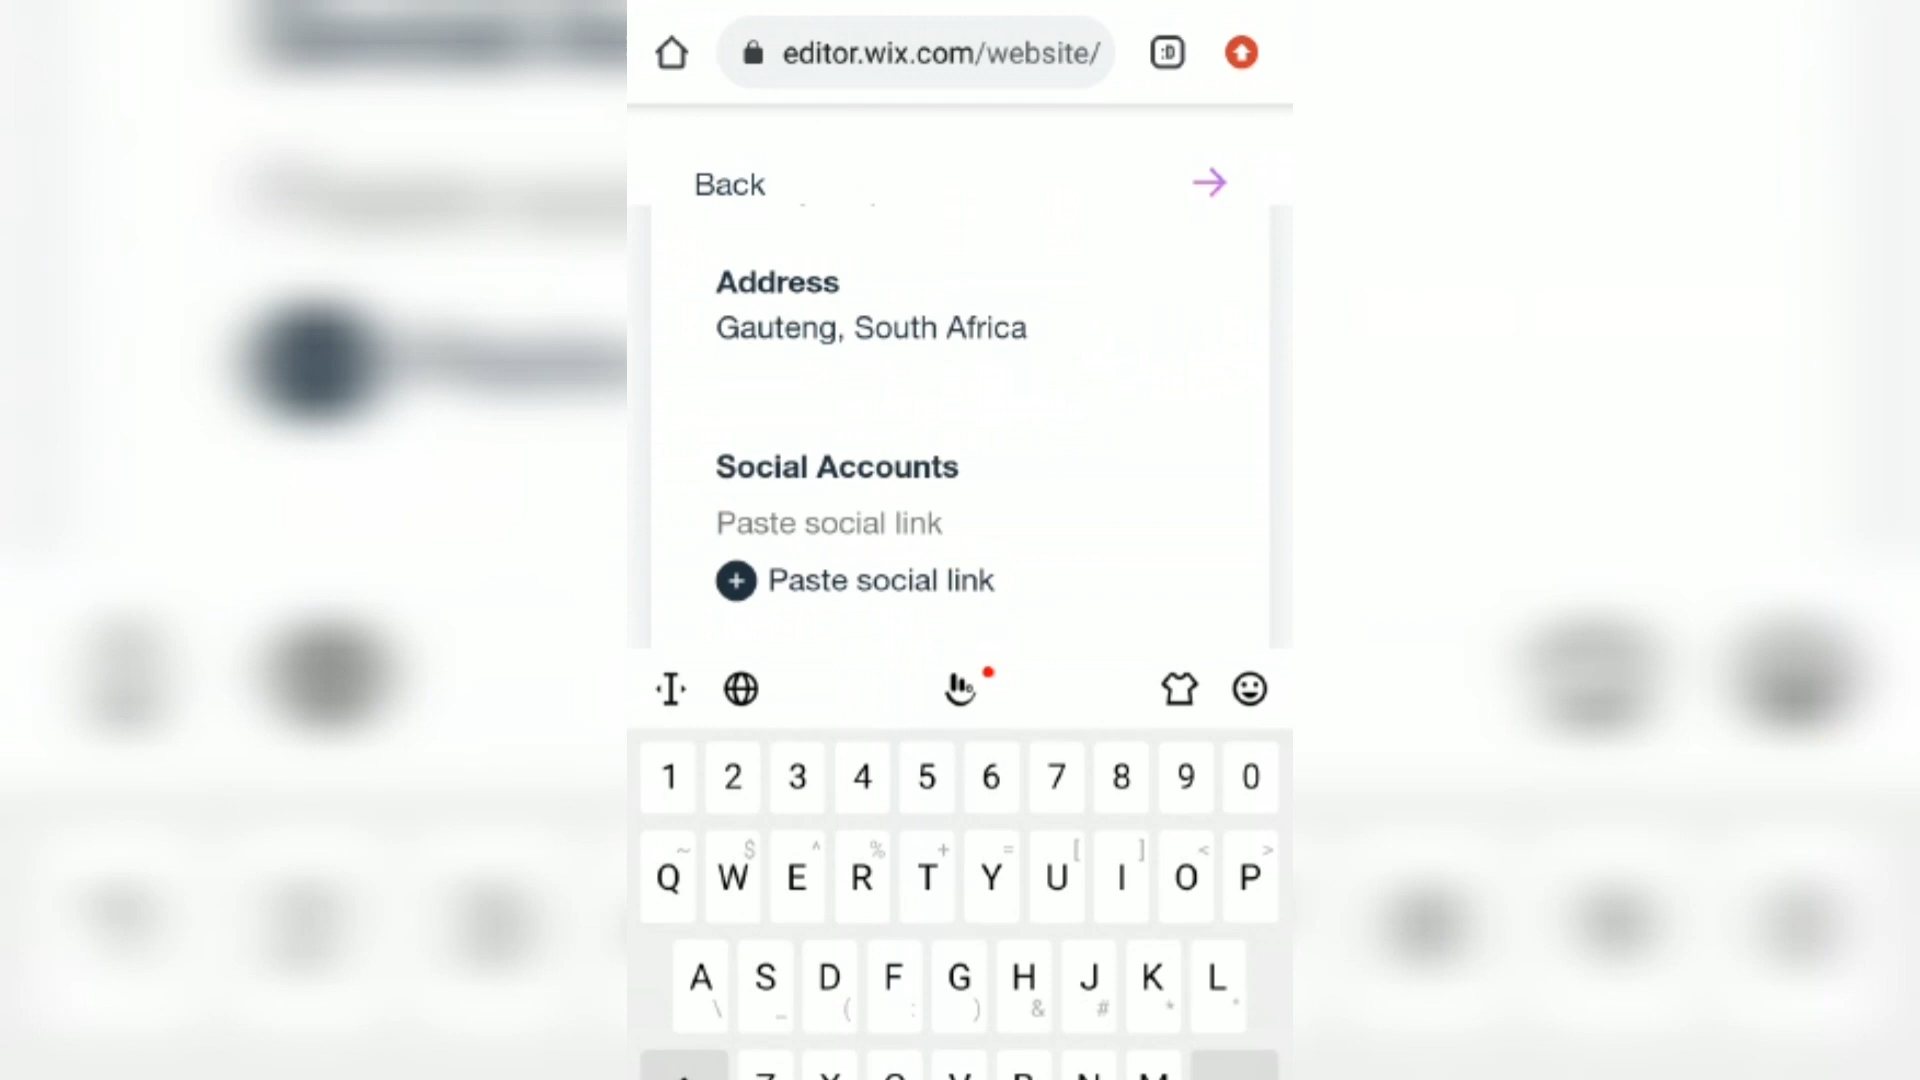 editor.wix.com/website/
:D
Back
Address
Gauteng, South Africa
Social Accounts
Paste social link
+ Paste social link
1 2 3 4 5 6 7 8 9 0
~ $ ^ % + = [ ] < >
Q W E R T Y U I O P
A S D F G H J K L
\ _ ( : ) & # * "
Z X C V B N M